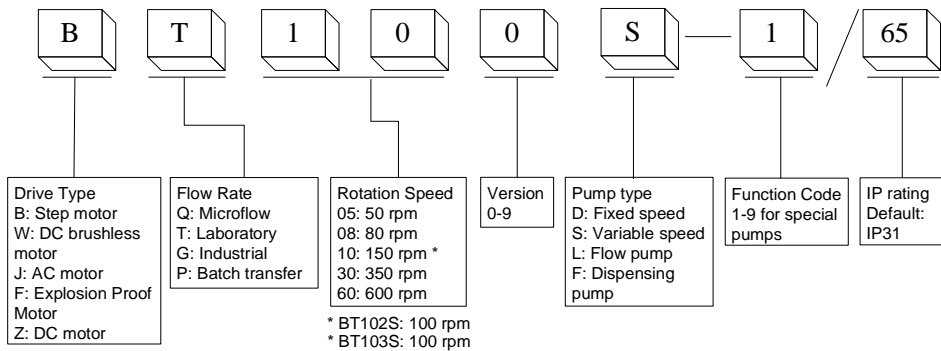 B T 1 0 0 S 1 65
Drive Type
B: Step motor
W: DC brushless
motor
J: AC motor
F: Explosion Proof
Motor
Z: DC motor
Flow Rate
Q: Microflow
T: Laboratory
G: Industrial
P: Batch transfer
Rotation Speed
05: 50 rpm
08: 80 rpm
10: 150 rpm *
30: 350 rpm
60: 600 rpm
* BT102S: 100 rpm
* BT103S: 100 rpm
Version
0-9
Pump type
D: Fixed speed
S: Variable speed
L: Flow pump
F: Dispensing
pump
Function Code
1-9 for special
pumps
IP rating
Default:
IP31